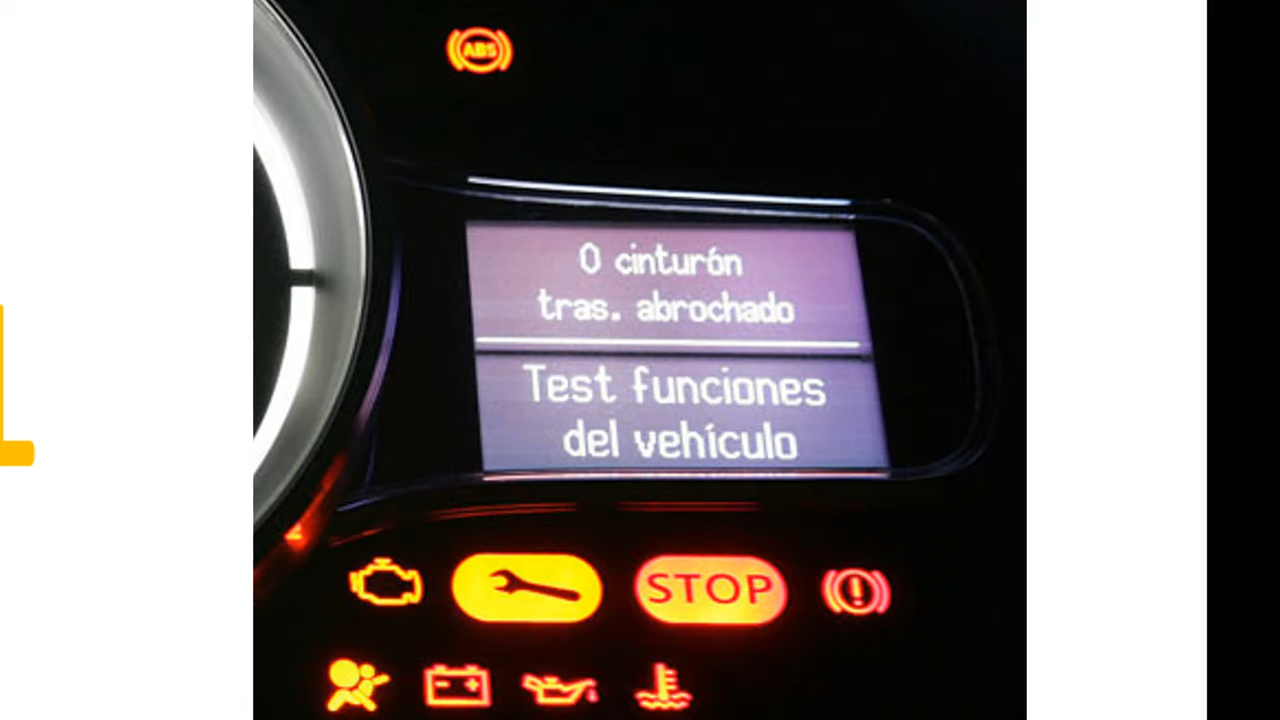 ABS
0 cinturón
tras. abrochado
Test funciones
del vehículo
STOP